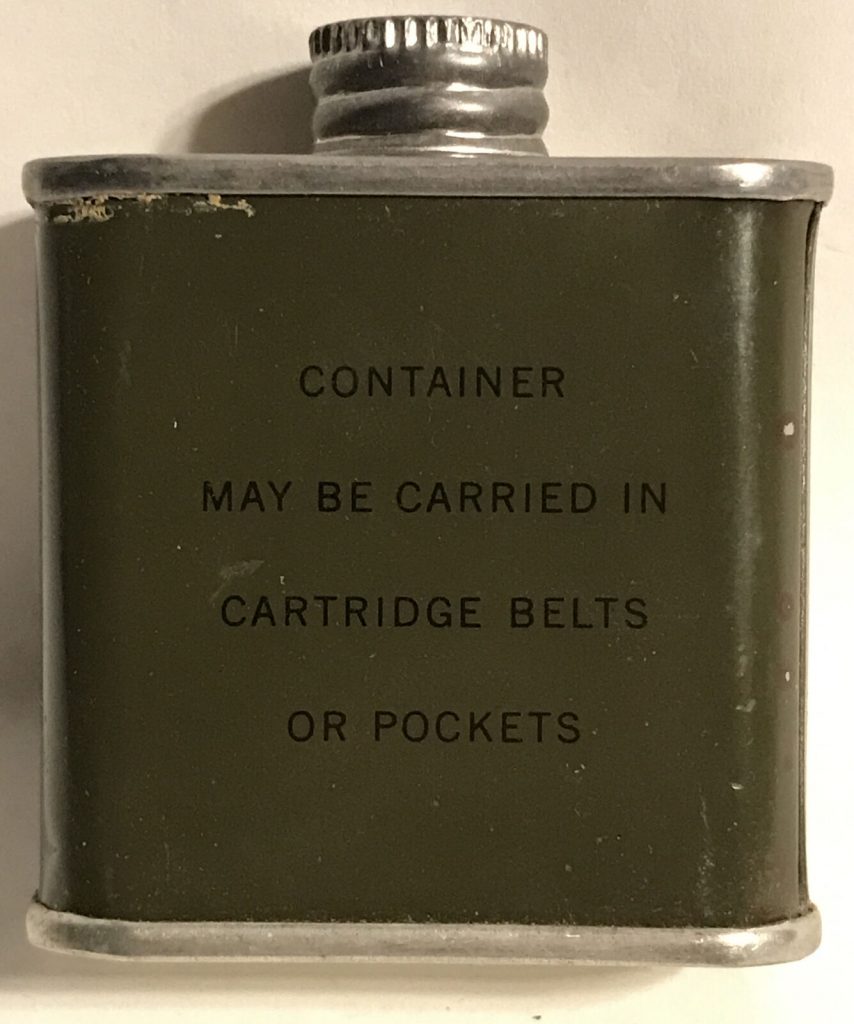 CONTAINER
MAY BE CARRIED IN
CARTRIDGE BELTS
OR POCKETS